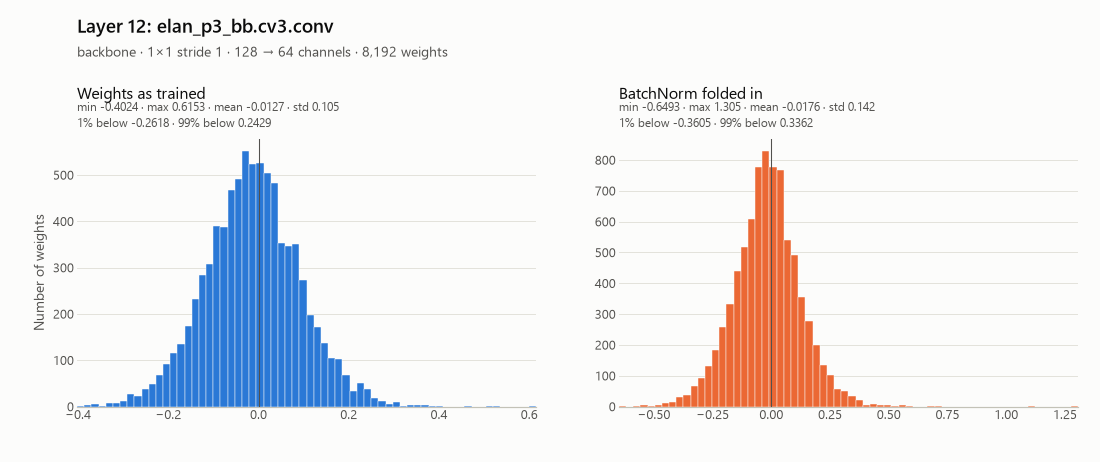 Layer 12: elan_p3_bb.cv3.conv
backbone · 1×1 stride 1 · 128 → 64 channels · 8,192 weights
Weights as trained
min -0.4024 · max 0.6153 · mean -0.0127 · std 0.105
1% below -0.2618 · 99% below 0.2429
Number of weights
500
400
300
200
100
0
−0.4 −0.2 0.0 0.2 0.4 0.6
BatchNorm folded in
min -0.6493 · max 1.305 · mean -0.0176 · std 0.142
1% below -0.3605 · 99% below 0.3362
800
700
600
500
400
300
200
100
0
−0.50 −0.25 0.00 0.25 0.50 0.75 1.00 1.25